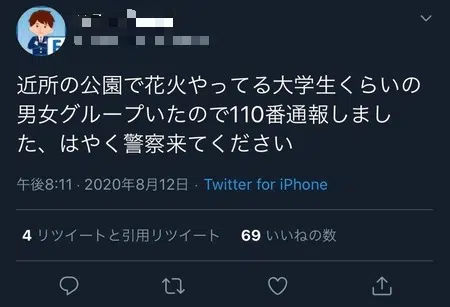 近所の公園で花火やってる大学生くらいの
男女グループいたので110番通報しまし
た、はやく警察来てください
午後8:11 · 2020年8月12日 · Twitter for iPhone
4 リツイートと引用リツイート 69 いいねの数